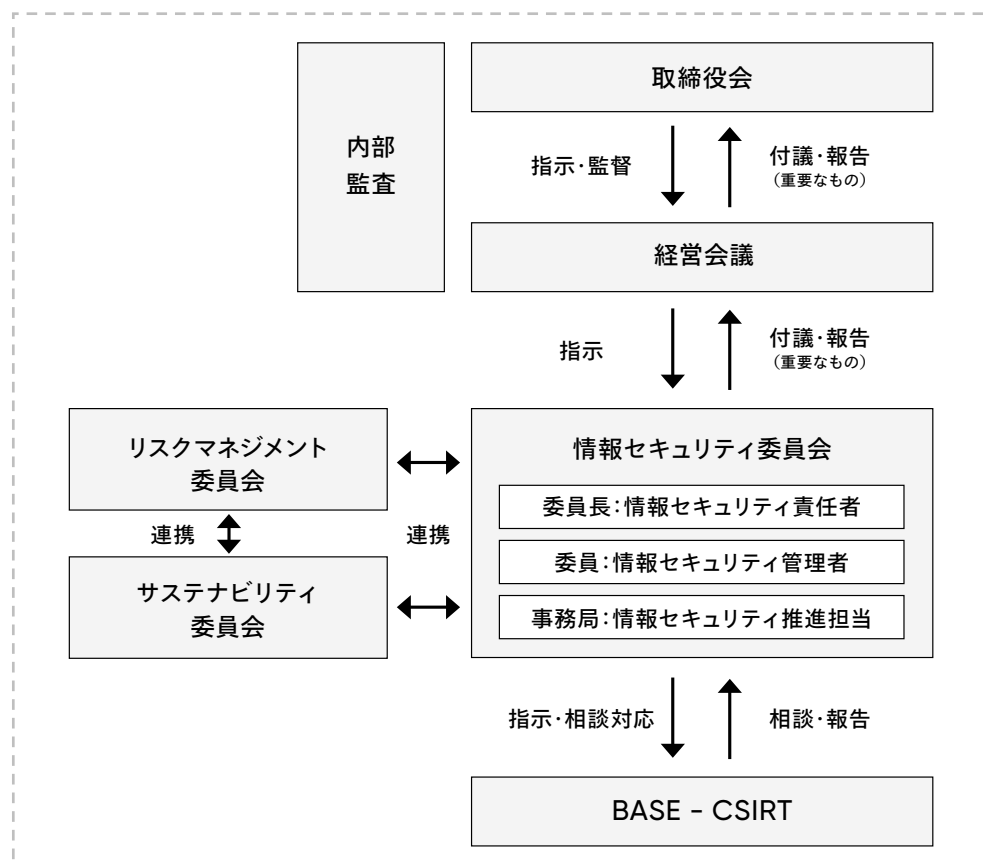 取締役会
内部
監査
指示・監督
付議・報告
(重要なもの)
経営会議
指示
付議・報告
(重要なもの)
リスクマネジメント
委員会
連携
サステナビリティ
委員会
連携
情報セキュリティ委員会
委員長：情報セキュリティ責任者
委員：情報セキュリティ管理者
事務局：情報セキュリティ推進担当
指示・相談対応
相談・報告
BASE - CSIRT